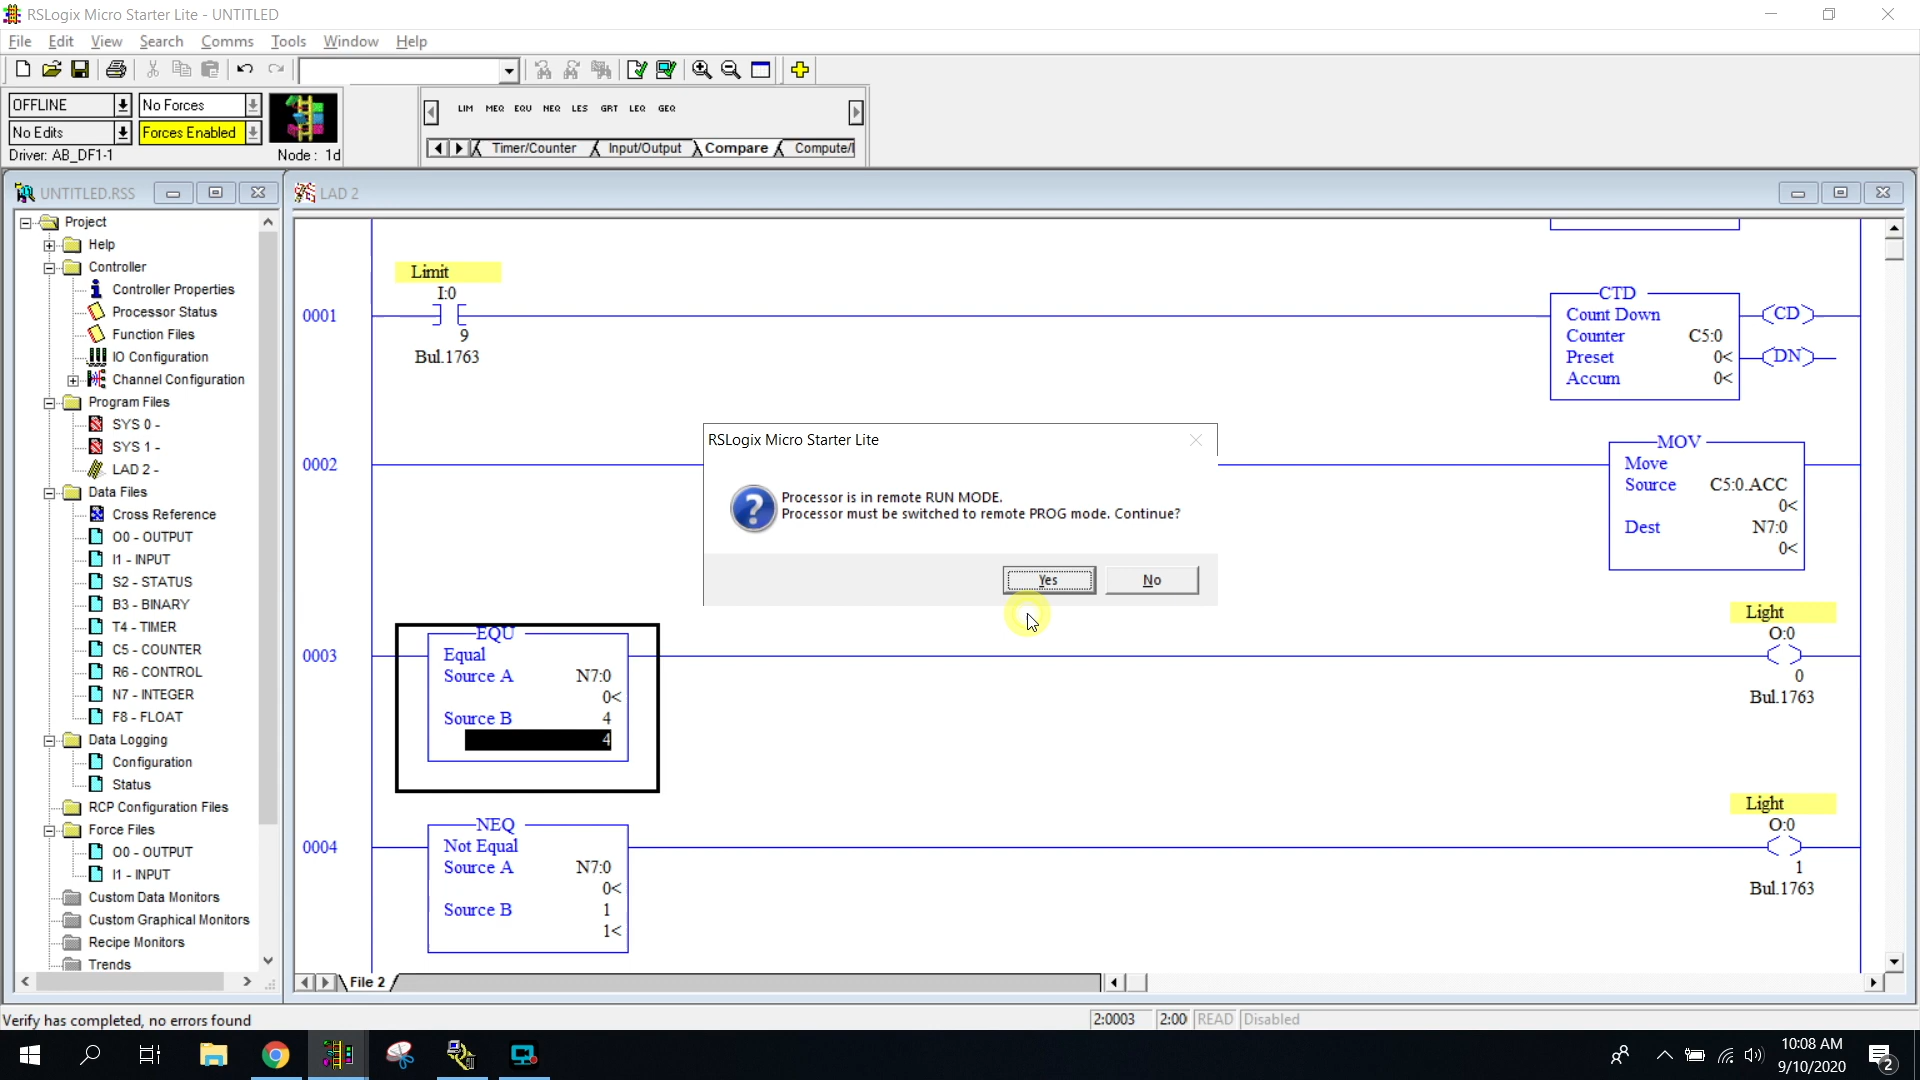 RSLogix Micro Starter Lite - UNTITLED
File Edit View Search Comms Tools Window Help
OFFLINE No Forces
No Edits Forces Enabled
Driver: AB_DF1-1 Node : 1d
LIM MEQ EQU NEQ LES GRT LEQ GEQ
Timer/Counter Input/Output Compare Compute/I
UNTITLED.RSS
Project
Help
Controller
Controller Properties
Processor Status
Function Files
IO Configuration
Channel Configuration
Program Files
SYS 0 -
SYS 1 -
LAD 2 -
Data Files
Cross Reference
O0 - OUTPUT
I1 - INPUT
S2 - STATUS
B3 - BINARY
T4 - TIMER
C5 - COUNTER
R6 - CONTROL
N7 - INTEGER
F8 - FLOAT
Data Logging
Configuration
Status
RCP Configuration Files
Force Files
O0 - OUTPUT
I1 - INPUT
Custom Data Monitors
Custom Graphical Monitors
Recipe Monitors
Trends
LAD 2
0001
Limit
I:0
9
Bul.1763
CTD
Count Down
Counter C5:0
Preset 0<
Accum 0<
CD
DN
0002
MOV
Move
Source C5:0.ACC
0<
Dest N7:0
0<
RSLogix Micro Starter Lite
Processor is in remote RUN MODE.
Processor must be switched to remote PROG mode. Continue?
Yes No
0003
EQU
Equal
Source A N7:0
0<
Source B 4
4
Light
O:0
0
Bul.1763
0004
NEQ
Not Equal
Source A N7:0
0<
Source B 1
1<
Light
O:0
1
Bul.1763
File 2
Verify has completed, no errors found
2:0003 2:00 READ Disabled
10:08 AM
9/10/2020
2